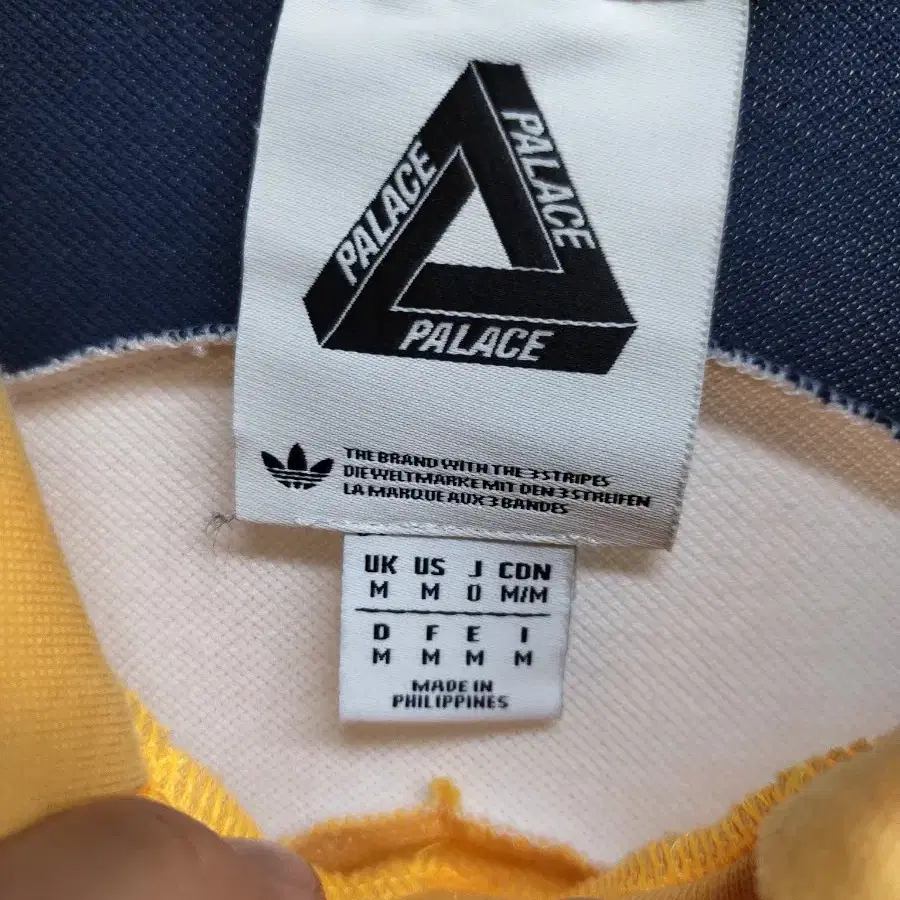 PALACE
PALACE
PALACE
THE BRAND WITH THE 3 STRIPES
DIE WELTMARKE MIT DEN 3 STREIFEN
LA MARQUE AUX 3 BANDES
UK US J CDN
M M O M/M
D F E I
M M M M
MADE IN
PHILIPPINES